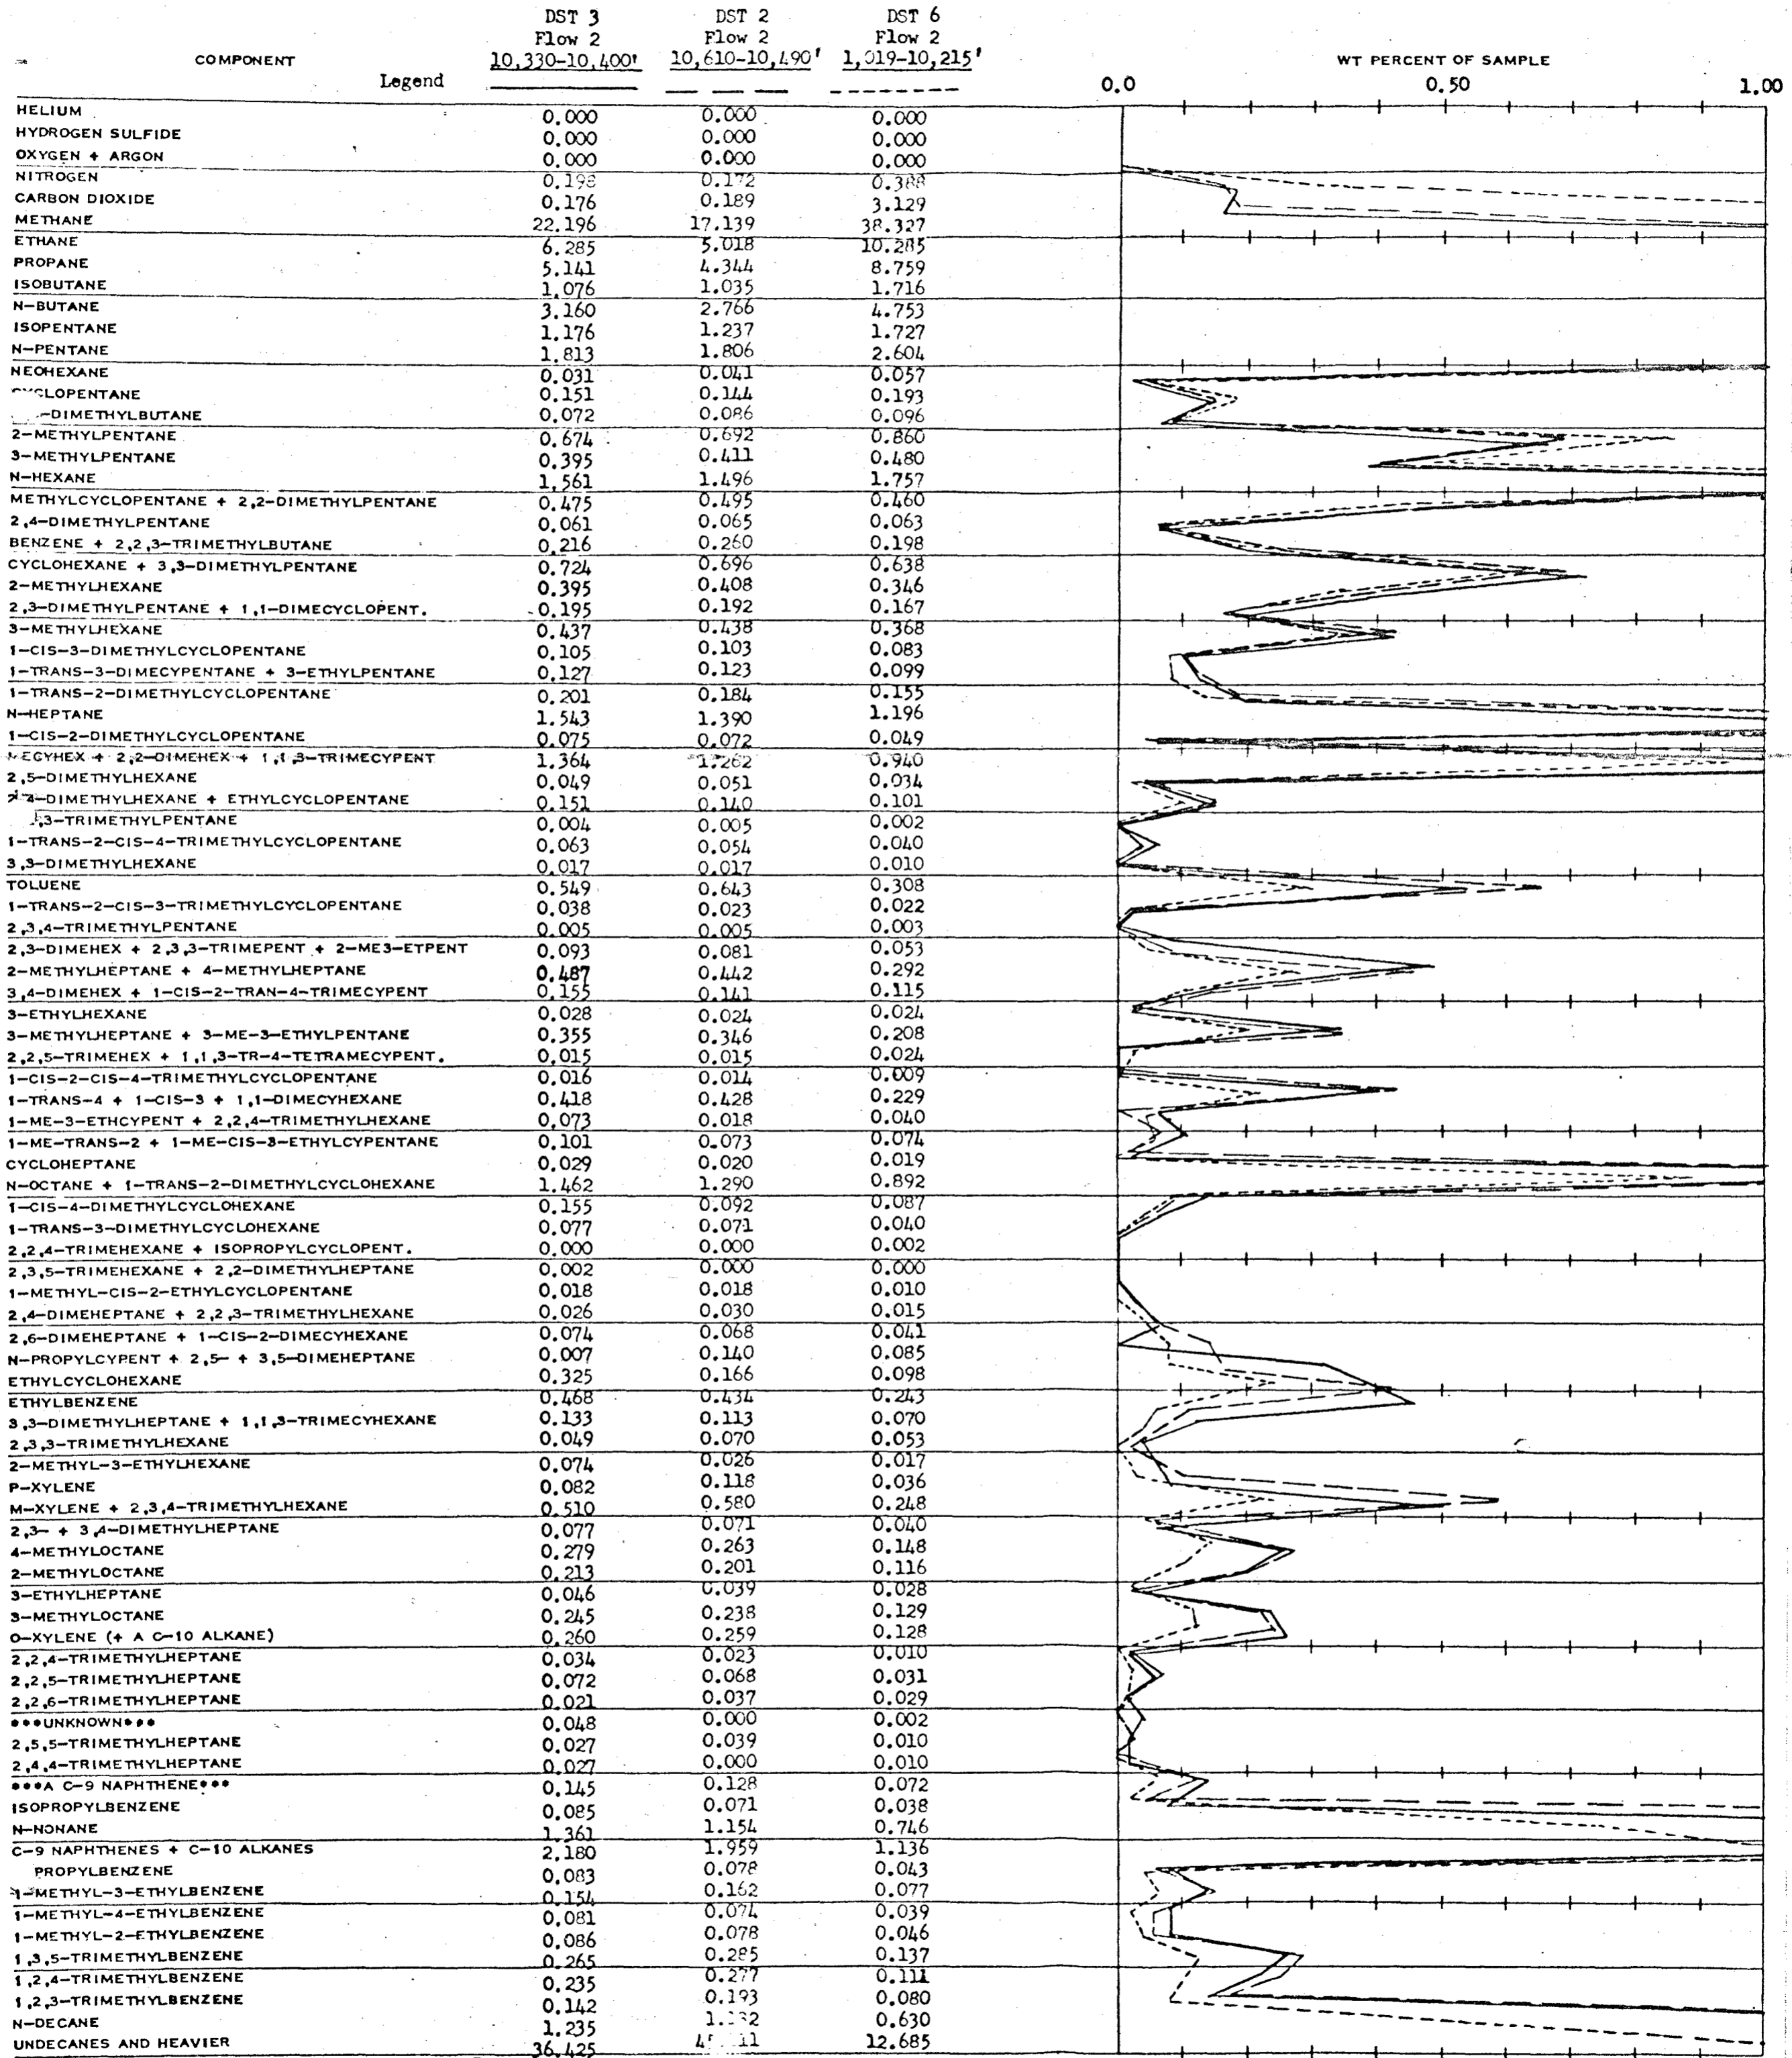 DST 3 DST 2 DST 6
Flow 2 Flow 2 Flow 2
COMPONENT 10,330-10,400' 10,610-10,490' 1,019-10,215' WT PERCENT OF SAMPLE
Legend
0.0 0.50 1.00
HELIUM 0.000 0.000 0.000
HYDROGEN SULFIDE 0.000 0.000 0.000
OXYGEN + ARGON 0.000 0.000 0.000
NITROGEN 0.198 0.172 0.388
CARBON DIOXIDE 0.176 0.189 3.129
METHANE 22.196 17.139 38.327
ETHANE 6.285 5.018 10.285
PROPANE 5.141 4.344 8.759
ISOBUTANE 1.076 1.035 1.716
N-BUTANE 3.160 2.766 4.753
ISOPENTANE 1.176 1.237 1.727
N-PENTANE 1.813 1.806 2.604
NEOHEXANE 0.031 0.041 0.057
CLOPENTANE 0.151 0.144 0.193
-DIMETHYLBUTANE 0.072 0.086 0.096
2-METHYLPENTANE 0.674 0.692 0.860
3-METHYLPENTANE 0.395 0.411 0.480
N-HEXANE 1.561 1.496 1.757
METHYLCYCLOPENTANE + 2,2-DIMETHYLPENTANE 0.475 0.495 0.460
2,4-DIMETHYLPENTANE 0.061 0.065 0.063
BENZENE + 2,2,3-TRIMETHYLBUTANE 0.216 0.260 0.198
CYCLOHEXANE + 3,3-DIMETHYLPENTANE 0.724 0.696 0.638
2-METHYLHEXANE 0.395 0.408 0.346
2,3-DIMETHYLPENTANE + 1,1-DIMECYCLOPENT. 0.195 0.192 0.167
3-METHYLHEXANE 0.437 0.438 0.368
1-CIS-3-DIMETHYLCYCLOPENTANE 0.105 0.103 0.083
1-TRANS-3-DIMECYPENTANE + 3-ETHYLPENTANE 0.127 0.123 0.099
1-TRANS-2-DIMETHYLCYCLOPENTANE 0.201 0.184 0.155
N-HEPTANE 1.543 1.390 1.196
1-CIS-2-DIMETHYLCYCLOPENTANE 0.075 0.072 0.049
MECYHEX + 2,2-DIMEHEX + 1,1,3-TRIMECYPENT 1.364 1.262 0.940
2,5-DIMETHYLHEXANE 0.049 0.051 0.034
-DIMETHYLHEXANE + ETHYLCYCLOPENTANE 0.151 0.140 0.101
,3-TRIMETHYLPENTANE 0.004 0.005 0.002
1-TRANS-2-CIS-4-TRIMETHYLCYCLOPENTANE 0.063 0.054 0.040
3,3-DIMETHYLHEXANE 0.017 0.017 0.010
TOLUENE 0.549 0.643 0.308
1-TRANS-2-CIS-3-TRIMETHYLCYCLOPENTANE 0.038 0.023 0.022
2,3,4-TRIMETHYLPENTANE 0.005 0.005 0.003
2,3-DIMEHEX + 2,3,3-TRIMEPENT + 2-ME3-ETPENT 0.093 0.081 0.053
2-METHYLHEPTANE + 4-METHYLHEPTANE 0.487 0.442 0.292
3,4-DIMEHEX + 1-CIS-2-TRAN-4-TRIMECYPENT 0.155 0.141 0.115
3-ETHYLHEXANE 0.028 0.024 0.024
3-METHYLHEPTANE + 3-ME-3-ETHYLPENTANE 0.355 0.346 0.208
2,2,5-TRIMEHEX + 1,1,3-TR-4-TETRAMECYPENT. 0.015 0.015 0.024
1-CIS-2-CIS-4-TRIMETHYLCYCLOPENTANE 0.016 0.014 0.009
1-TRANS-4 + 1-CIS-3 + 1,1-DIMECYHEXANE 0.418 0.428 0.229
1-ME-3-ETHCYPENT + 2,2,4-TRIMETHYLHEXANE 0.073 0.018 0.040
1-ME-TRANS-2 + 1-ME-CIS-3-ETHYLCYPENTANE 0.101 0.073 0.074
CYCLOHEPTANE 0.029 0.020 0.019
N-OCTANE + 1-TRANS-2-DIMETHYLCYCLOHEXANE 1.462 1.290 0.892
1-CIS-4-DIMETHYLCYCLOHEXANE 0.155 0.092 0.087
1-TRANS-3-DIMETHYLCYCLOHEXANE 0.077 0.071 0.040
2,2,4-TRIMEHEXANE + ISOPROPYLCYCLOPENT. 0.000 0.000 0.002
2,3,5-TRIMEHEXANE + 2,2-DIMETHYLHEPTANE 0.002 0.000 0.000
1-METHYL-CIS-2-ETHYLCYCLOPENTANE 0.018 0.018 0.010
2,4-DIMEHEPTANE + 2,2,3-TRIMETHYLHEXANE 0.026 0.030 0.015
2,6-DIMEHEPTANE + 1-CIS-2-DIMECYHEXANE 0.074 0.068 0.041
N-PROPYLCYPENT + 2,5- + 3,5-DIMEHEPTANE 0.007 0.140 0.085
ETHYLCYCLOHEXANE 0.325 0.166 0.098
ETHYLBENZENE 0.468 0.434 0.243
3,3-DIMETHYLHEPTANE + 1,1,3-TRIMECYHEXANE 0.133 0.113 0.070
2,3,3-TRIMETHYLHEXANE 0.049 0.070 0.053
2-METHYL-3-ETHYLHEXANE 0.074 0.026 0.017
P-XYLENE 0.082 0.118 0.036
M-XYLENE + 2,3,4-TRIMETHYLHEXANE 0.510 0.580 0.248
2,3- + 3,4-DIMETHYLHEPTANE 0.077 0.071 0.040
4-METHYLOCTANE 0.279 0.263 0.148
2-METHYLOCTANE 0.213 0.201 0.116
3-ETHYLHEPTANE 0.046 0.039 0.028
3-METHYLOCTANE 0.245 0.238 0.129
O-XYLENE (+ A C-10 ALKANE) 0.260 0.259 0.128
2,2,4-TRIMETHYLHEPTANE 0.034 0.023 0.010
2,2,5-TRIMETHYLHEPTANE 0.072 0.068 0.031
2,2,6-TRIMETHYLHEPTANE 0.021 0.037 0.029
***UNKNOWN*** 0.048 0.000 0.002
2,5,5-TRIMETHYLHEPTANE 0.027 0.039 0.010
2,4,4-TRIMETHYLHEPTANE 0.027 0.000 0.010
***A C-9 NAPHTHENE*** 0.145 0.128 0.072
ISOPROPYLBENZENE 0.085 0.071 0.038
N-NONANE 1.361 1.154 0.746
C-9 NAPHTHENES + C-10 ALKANES 2.180 1.959 1.136
PROPYLBENZENE 0.083 0.078 0.043
1-METHYL-3-ETHYLBENZENE 0.154 0.162 0.077
1-METHYL-4-ETHYLBENZENE 0.081 0.074 0.039
1-METHYL-2-ETHYLBENZENE 0.086 0.078 0.046
1,3,5-TRIMETHYLBENZENE 0.265 0.285 0.137
1,2,4-TRIMETHYLBENZENE 0.235 0.277 0.111
1,2,3-TRIMETHYLBENZENE 0.142 0.193 0.080
N-DECANE 1.235 0.630
UNDECANES AND HEAVIER 36.425 12.685